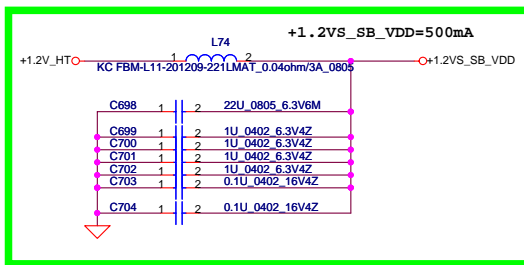 +1.2VS_SB_VDD=500mA
L74
+1.2V_HT 1 2 +1.2VS_SB_VDD
KC FBM-L11-201209-221LMAT_0.04ohm/3A_0805
C698 1 2 22U_0805_6.3V6M
C699 1 2 1U_0402_6.3V4Z
C700 1 2 1U_0402_6.3V4Z
C701 1 2 1U_0402_6.3V4Z
C702 1 2 1U_0402_6.3V4Z
C703 1 2 0.1U_0402_16V4Z
C704 1 2 0.1U_0402_16V4Z